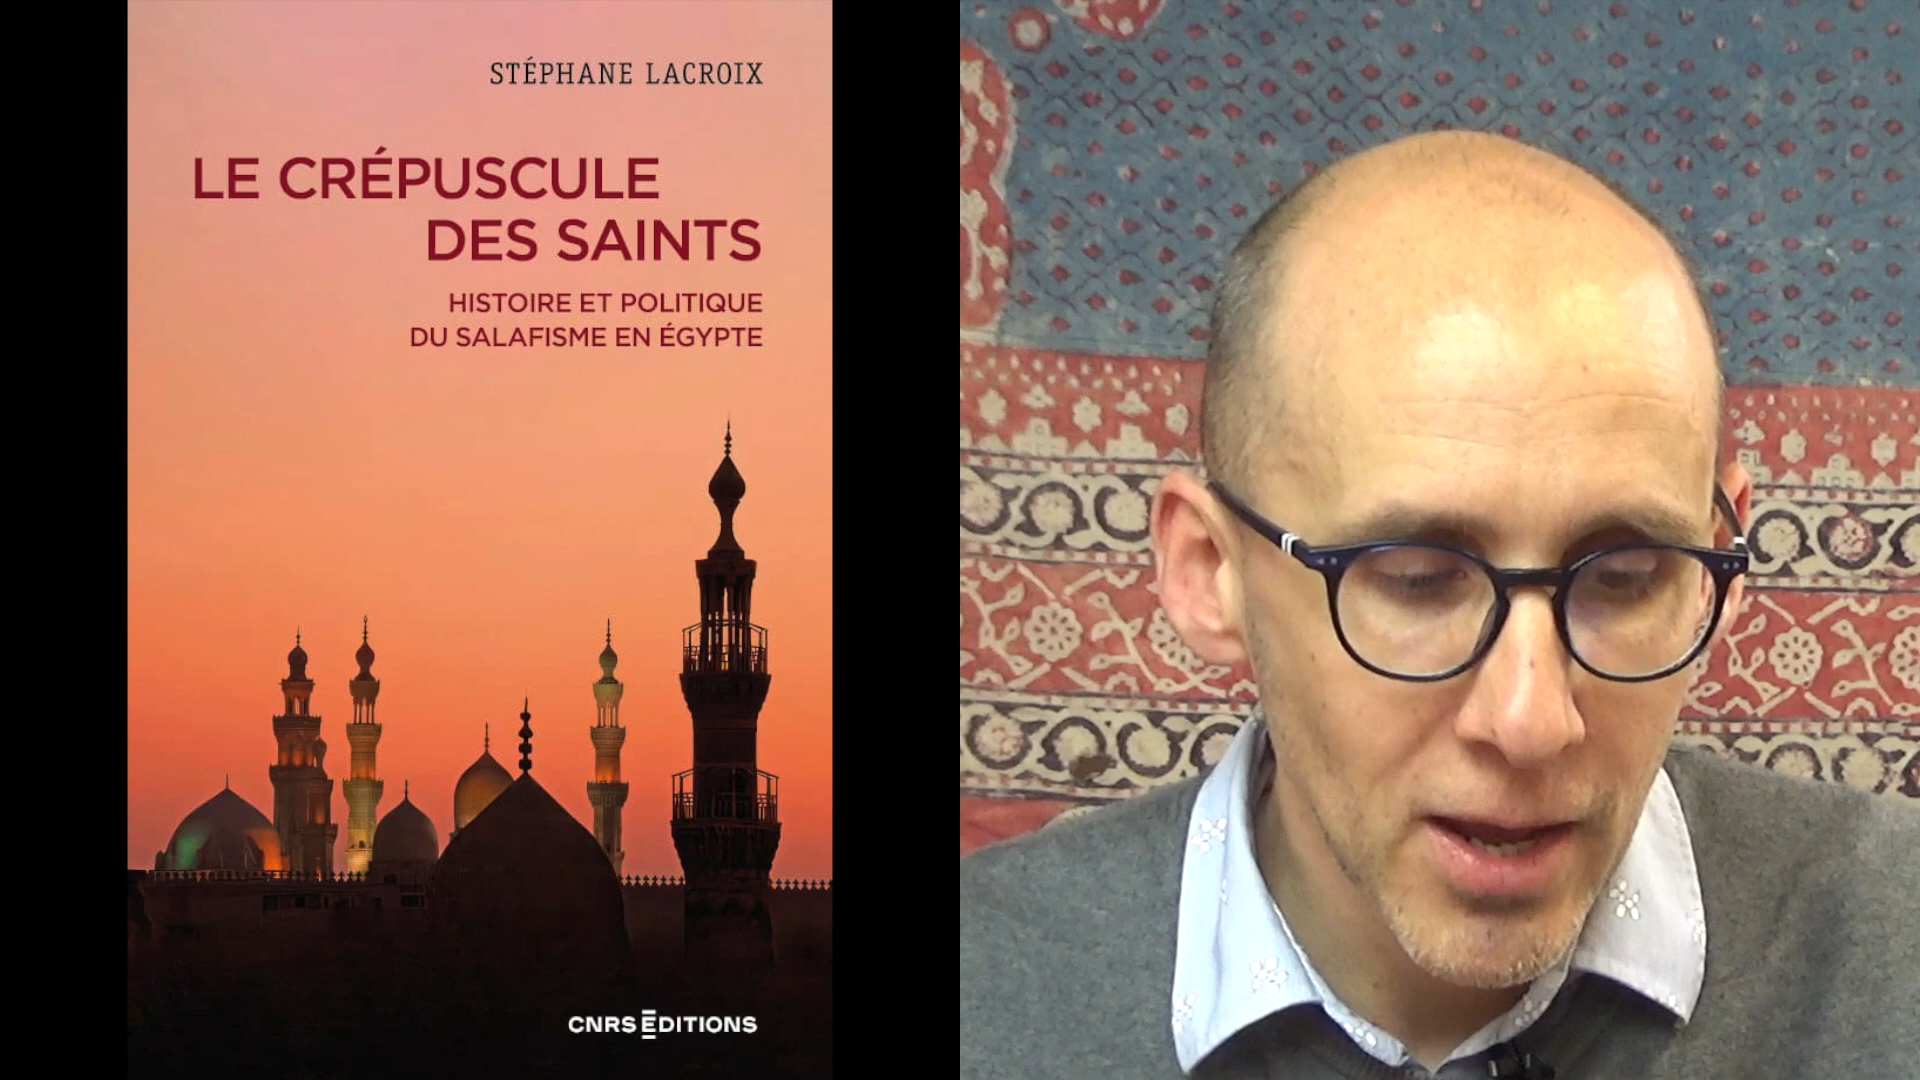 STÉPHANE LACROIX
LE CRÉPUSCULE
DES SAINTS
HISTOIRE ET POLITIQUE
DU SALAFISME EN ÉGYPTE
CNRS ÉDITIONS